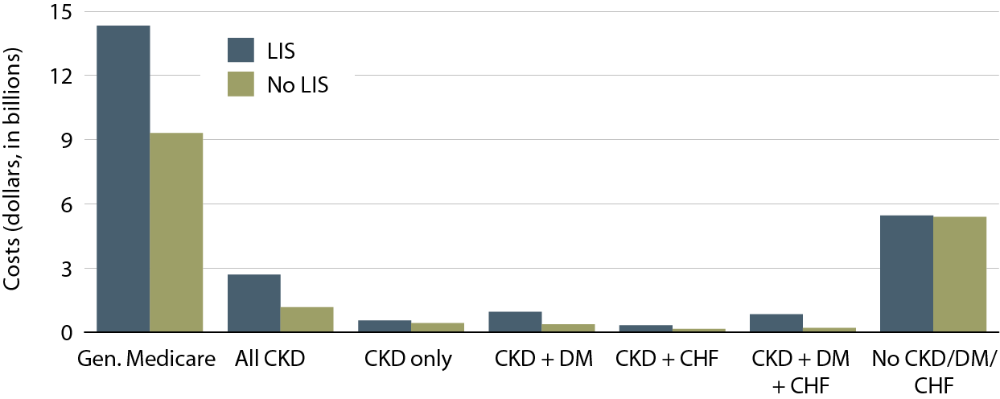 Costs (dollars, in billions)
15
12
9
6
3
0
LIS
No LIS
Gen. Medicare
All CKD
CKD only
CKD + DM
CKD + CHF
CKD + DM
+ CHF
No CKD/DM/
CHF